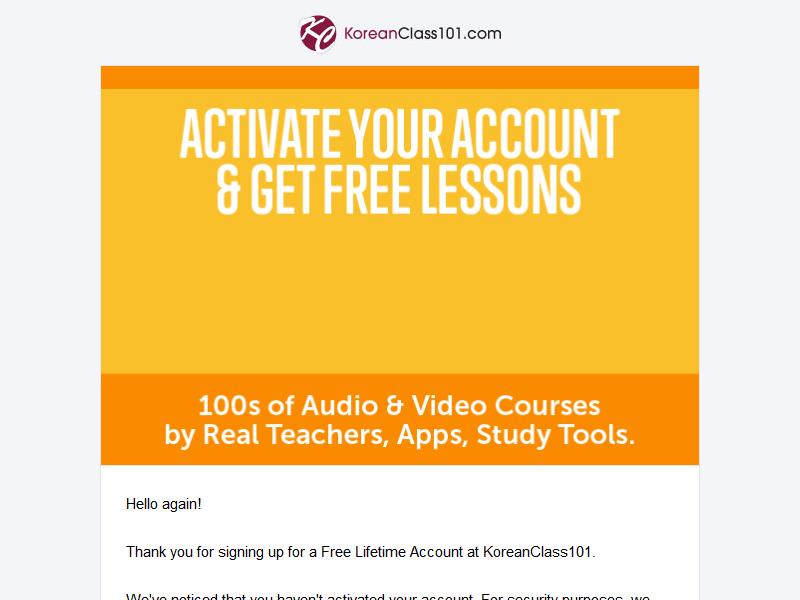 KoreanClass101.com
ACTIVATE YOUR ACCOUNT
& GET FREE LESSONS
100s of Audio & Video Courses
by Real Teachers, Apps, Study Tools.
Hello again!
Thank you for signing up for a Free Lifetime Account at KoreanClass101.
We've noticed that you haven't activated your account. For security purposes, we